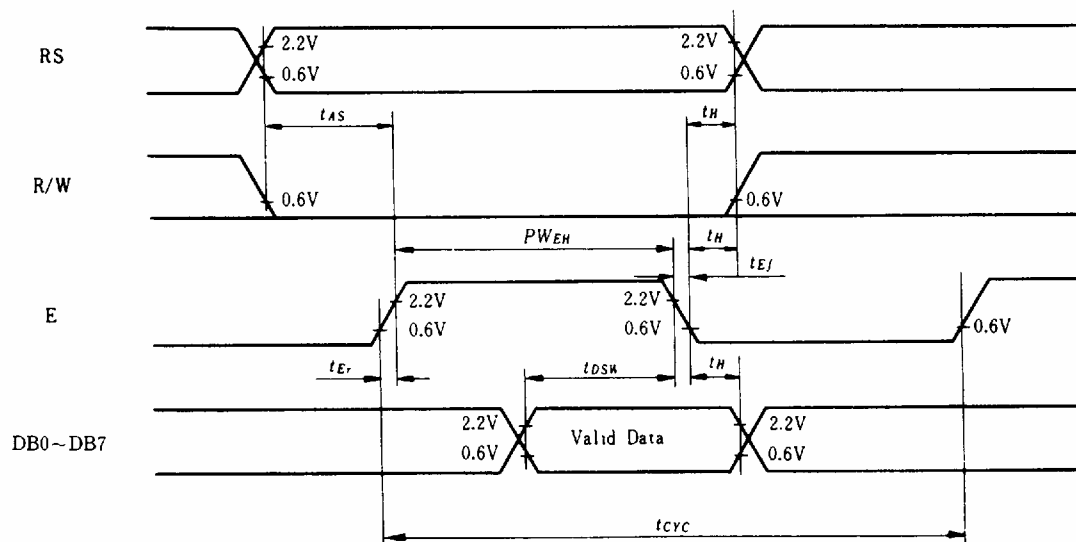 RS
2.2V
0.6V
2.2V
0.6V
tAS
tH
R/W
0.6V
0.6V
PWEH
tH
tEf
E
2.2V
0.6V
2.2V
0.6V
0.6V
tEr
tDSW
tH
DB0~DB7
2.2V
0.6V
Valid Data
2.2V
0.6V
tCYC